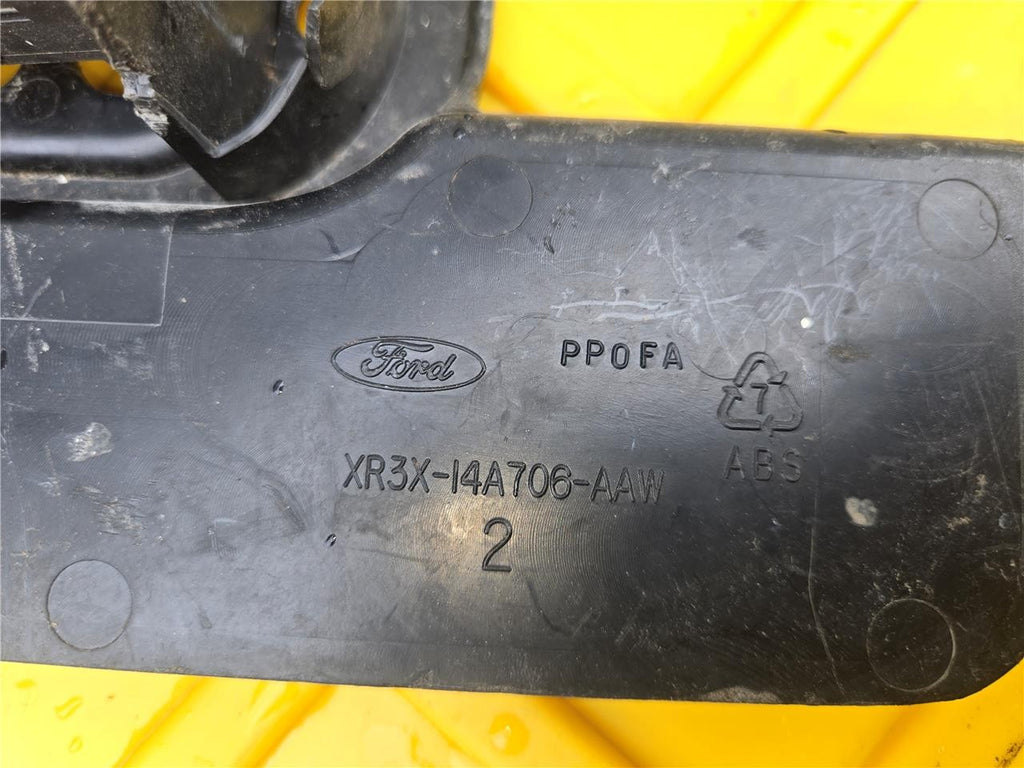 Ford
PPOFA
7
ABS
XR3X-14A706-AAW
2